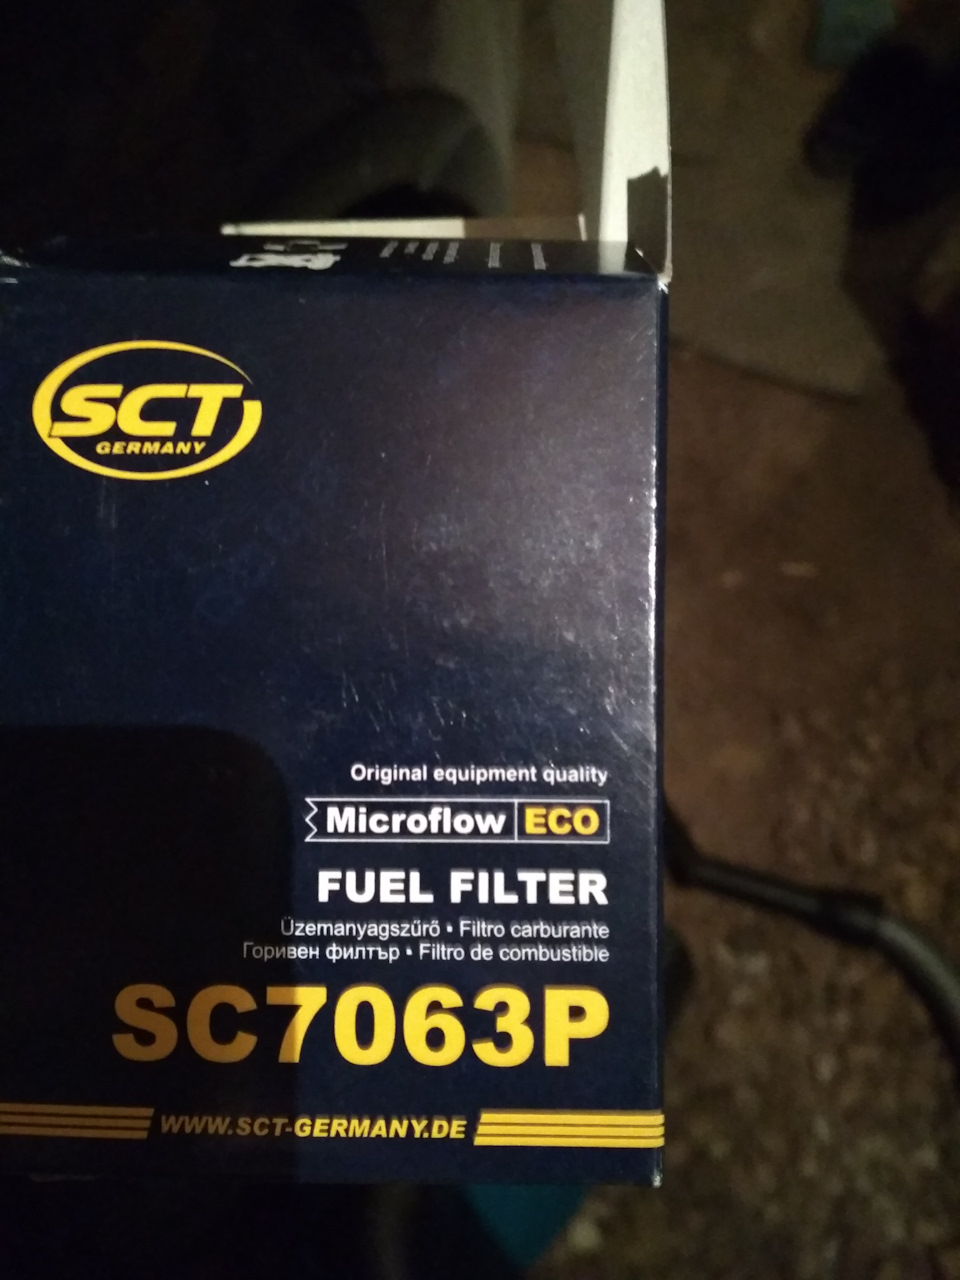 SCT
GERMANY
Original equipment quality
Microflow ECO
FUEL FILTER
Üzemanyagszűrő • Filtro carburante
Горивен филтър • Filtro de combustible
SC7063P
WWW.SCT-GERMANY.DE